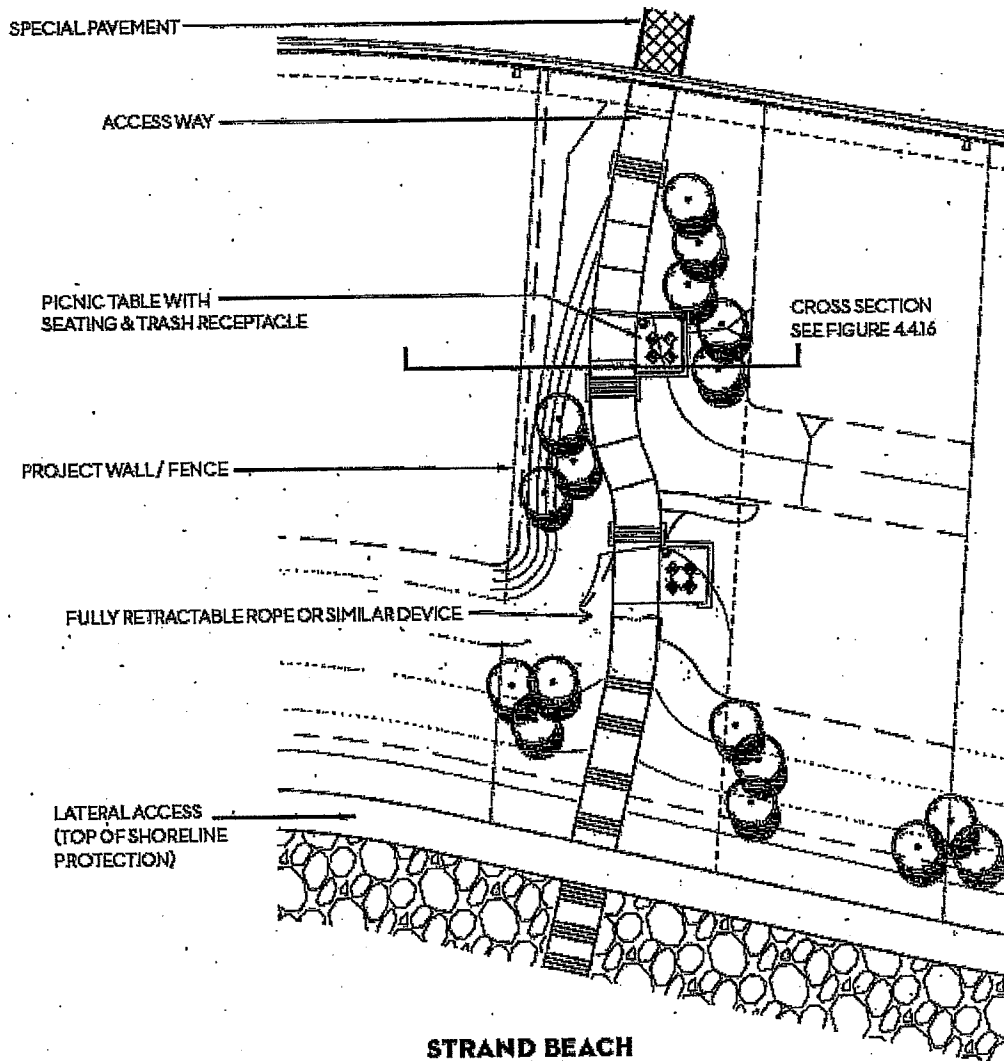 SPECIAL PAVEMENT
ACCESS WAY
PICNIC TABLE WITH
SEATING & TRASH RECEPTACLE
CROSS SECTION
SEE FIGURE 4.4.16
PROJECT WALL / FENCE
FULLY RETRACTABLE ROPE OR SIMILAR DEVICE
LATERAL ACCESS
(TOP OF SHORELINE
PROTECTION)
STRAND BEACH